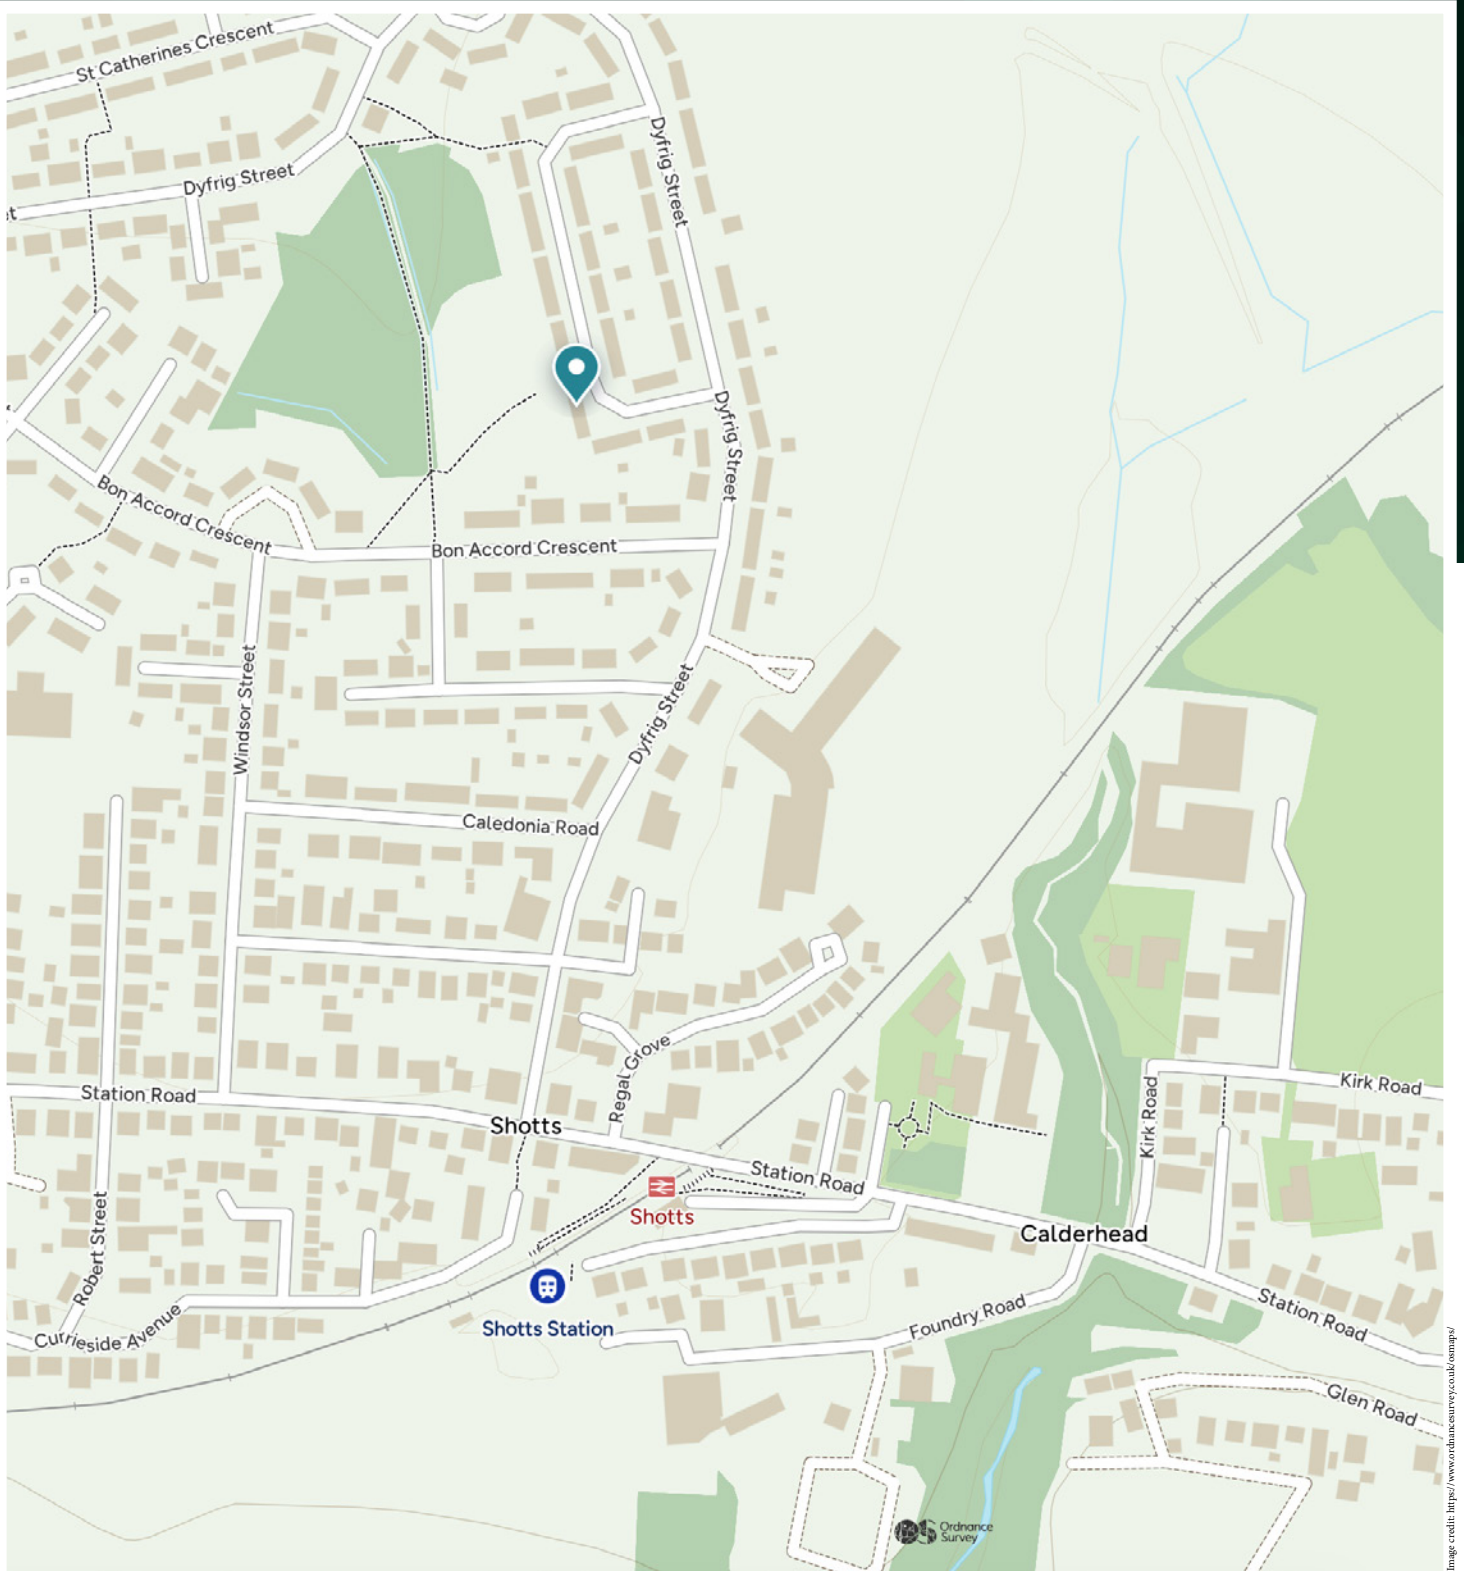 St Catherines Crescent
Dyfrig Street
Dyfrig Street
et
Dyfrig Street
Bon Accord Crescent
Bon Accord Crescent
Windsor Street
Dyfrig Street
Caledonia Road
Station Road
Shotts
Regal Grove
Kirk Road
Kirk Road
Station Road
Shotts
Calderhead
Robert Street
Currieside Avenue
Shotts Station
Foundry Road
Station Road
Glen Road
OS Ordnance
Survey
Image credit: https://www.ordnancesurvey.co.uk/osmaps/